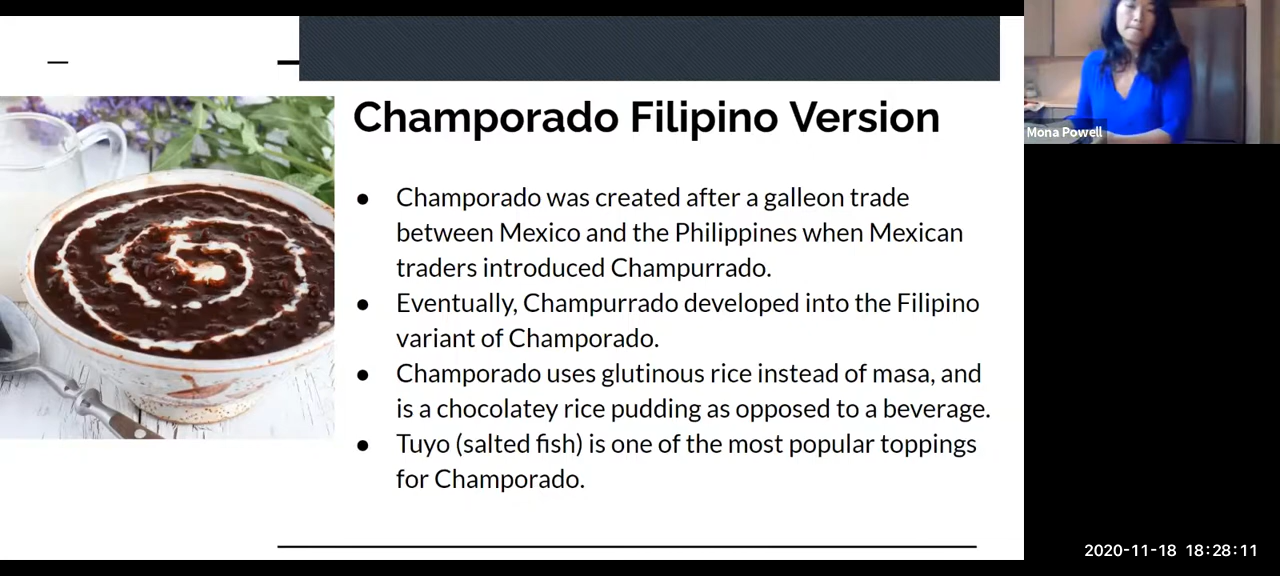 Champorado Filipino Version
● Champorado was created after a galleon trade
between Mexico and the Philippines when Mexican
traders introduced Champurrado.
● Eventually, Champurrado developed into the Filipino
variant of Champorado.
● Champorado uses glutinous rice instead of masa, and
is a chocolatey rice pudding as opposed to a beverage.
● Tuyo (salted fish) is one of the most popular toppings
for Champorado.
Mona Powell
2020-11-18 18:28:11